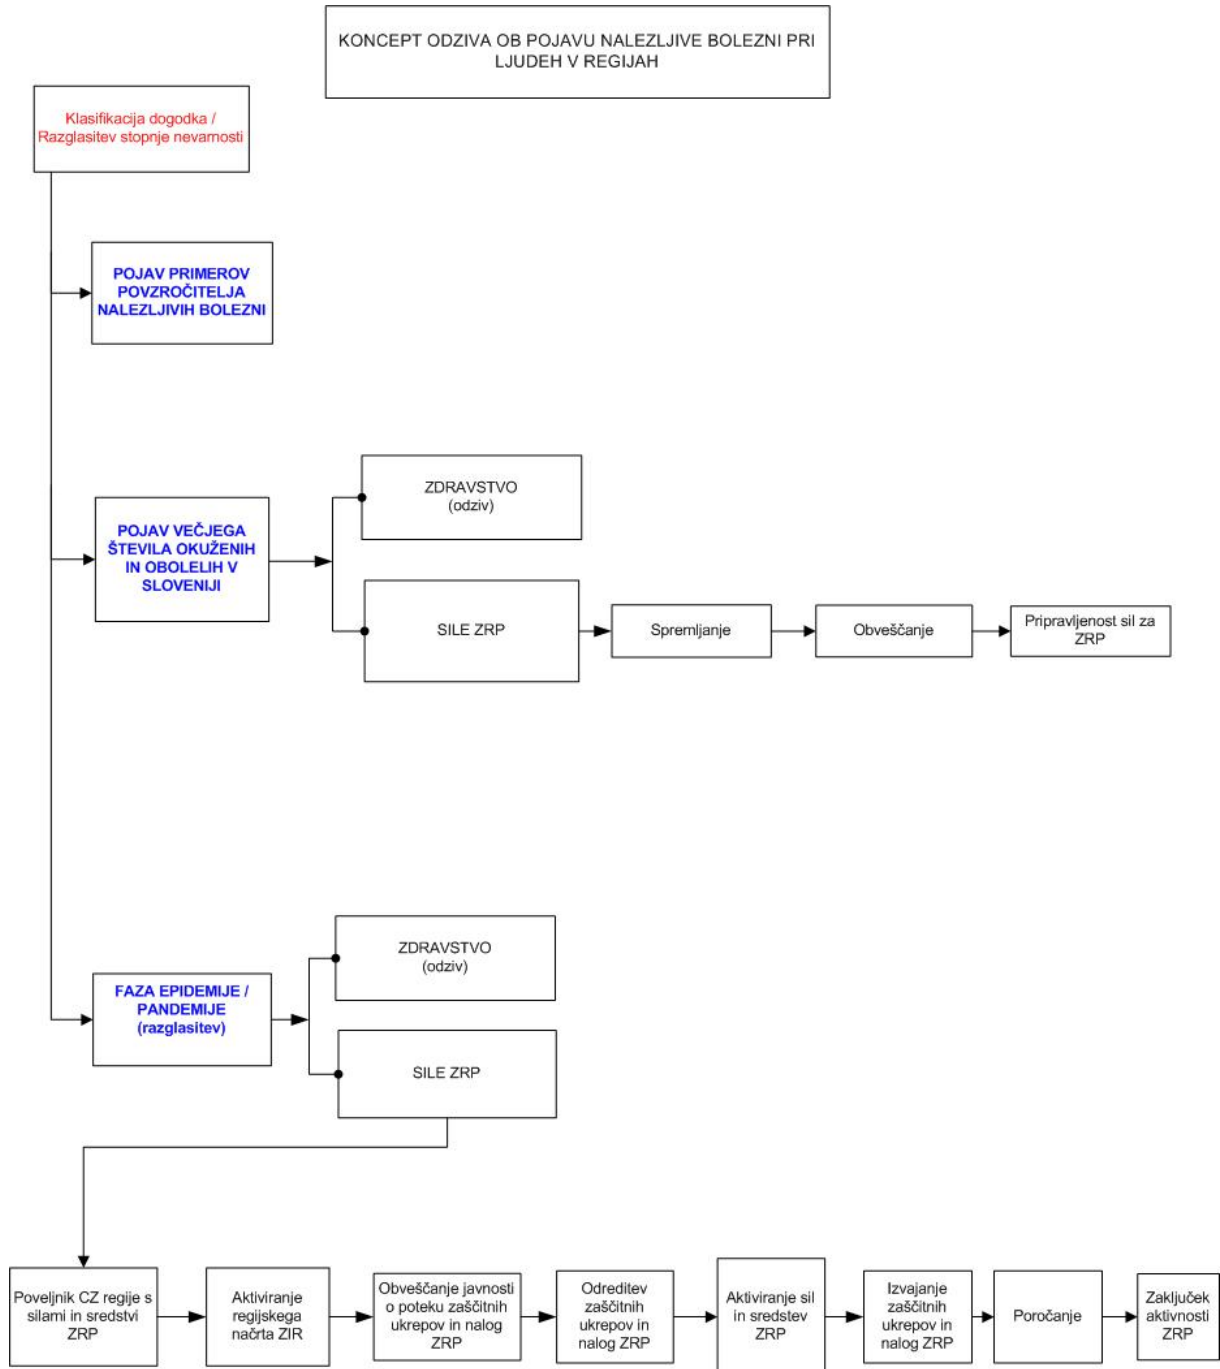 KONCEPT ODZIVA OB POJAVU NALEZLJIVE BOLEZNI PRI
LJUDEH V REGIJAH
Klasifikacija dogodka /
Razglasitev stopnje nevarnosti
POJAV PRIMEROV
POVZROČITELJA
NALEZLJIVIH BOLEZNI
POJAV VEČJEGA
ŠTEVILA OKUŽENIH
IN OBOLELIH V
SLOVENIJI
ZDRAVSTVO
(odziv)
SILE ZRP
Spremljanje
Obveščanje
Pripravljenost sil za
ZRP
FAZA EPIDEMIJE /
PANDEMIJE
(razglasitev)
ZDRAVSTVO
(odziv)
SILE ZRP
Poveljnik CZ regije s
silami in sredstvi
ZRP
Aktiviranje
regijskega
načrta ZIR
Obveščanje javnosti
o poteku zaščitnih
ukrepov in nalog
ZRP
Odreditev
zaščitnih
ukrepov in
nalog ZRP
Aktiviranje sil
in sredstev
ZRP
Izvajanje
zaščitnih
ukrepov in
nalog ZRP
Poročanje
Zaključek
aktivnosti
ZRP